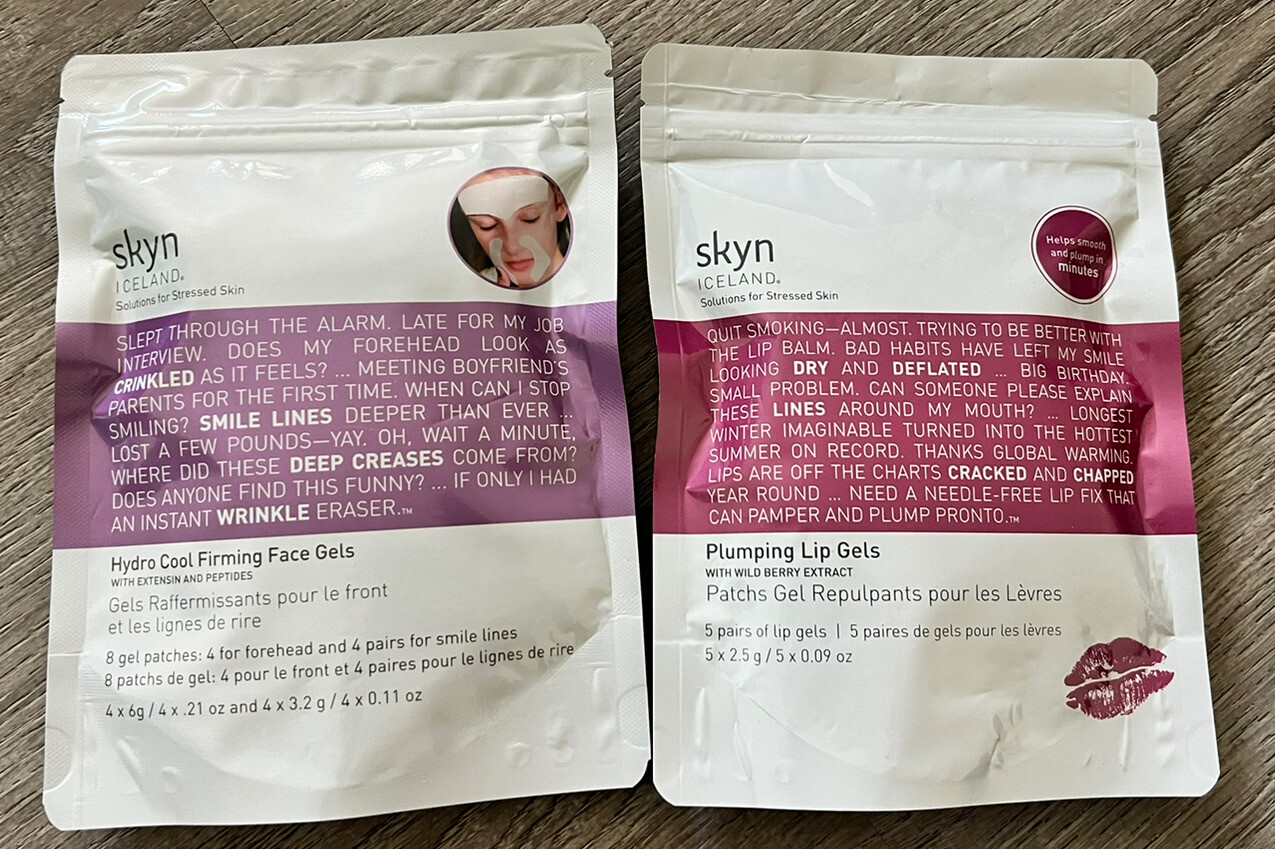 skyn
ICELAND®
Solutions for Stressed Skin
SLEPT THROUGH THE ALARM. LATE FOR MY JOB
INTERVIEW. DOES MY FOREHEAD LOOK AS
CRINKLED AS IT FEELS? ... MEETING BOYFRIEND'S
PARENTS FOR THE FIRST TIME. WHEN CAN I STOP
SMILING? SMILE LINES DEEPER THAN EVER ...
LOST A FEW POUNDS—YAY. OH, WAIT A MINUTE,
WHERE DID THESE DEEP CREASES COME FROM?
DOES ANYONE FIND THIS FUNNY? ... IF ONLY I HAD
AN INSTANT WRINKLE ERASER.™
Hydro Cool Firming Face Gels
WITH EXTENSIN AND PEPTIDES
Gels Raffermissants pour le front
et les lignes de rire
8 gel patches: 4 for forehead and 4 pairs for smile lines
8 patchs de gel: 4 pour le front et 4 paires pour le lignes de rire
4 x 6g / 4 x .21 oz and 4 x 3.2 g / 4 x 0.11 oz
skyn
ICELAND®
Solutions for Stressed Skin
Helps smooth
and plump in
minutes
QUIT SMOKING—ALMOST. TRYING TO BE BETTER WITH
THE LIP BALM. BAD HABITS HAVE LEFT MY SMILE
LOOKING DRY AND DEFLATED ... BIG BIRTHDAY.
SMALL PROBLEM. CAN SOMEONE PLEASE EXPLAIN
THESE LINES AROUND MY MOUTH? ... LONGEST
WINTER IMAGINABLE TURNED INTO THE HOTTEST
SUMMER ON RECORD. THANKS GLOBAL WARMING.
LIPS ARE OFF THE CHARTS CRACKED AND CHAPPED
YEAR ROUND ... NEED A NEEDLE-FREE LIP FIX THAT
CAN PAMPER AND PLUMP PRONTO.™
Plumping Lip Gels
WITH WILD BERRY EXTRACT
Patchs Gel Repulpants pour les Lèvres
5 pairs of lip gels | 5 paires de gels pour les lèvres
5 x 2.5 g / 5 x 0.09 oz